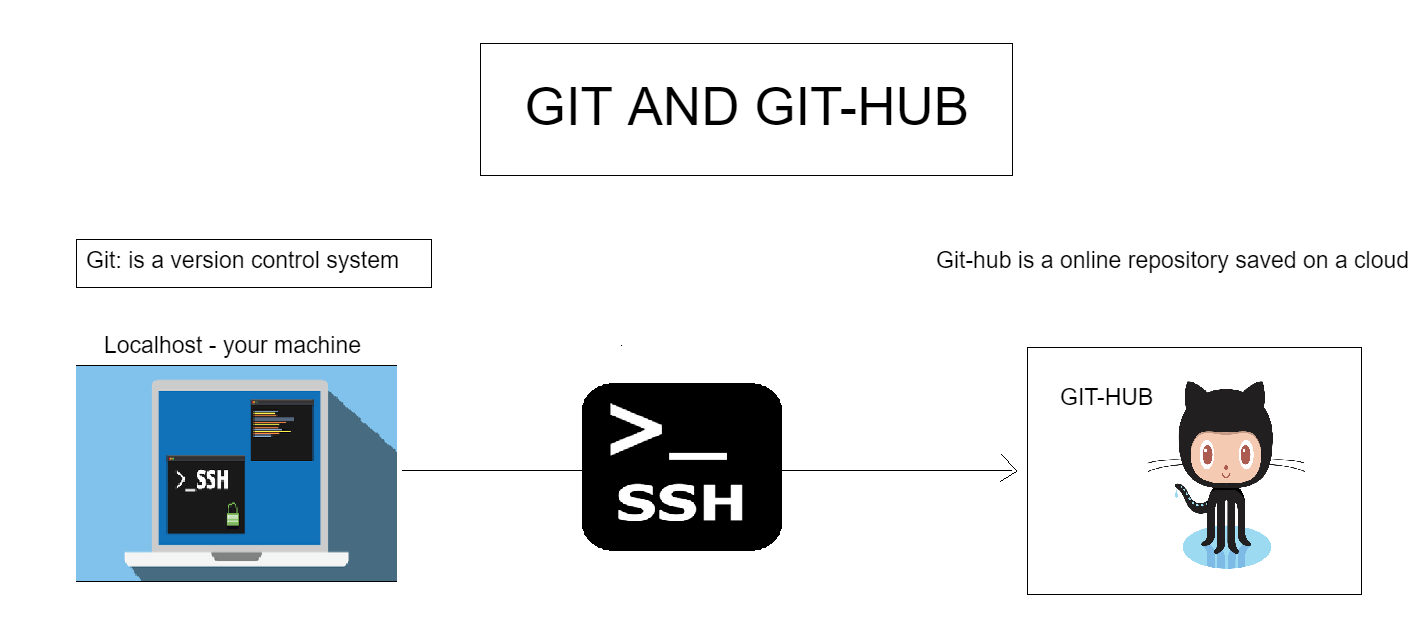 GIT AND GIT-HUB
Git: is a version control system
Git-hub is a online repository saved on a cloud
Localhost - your machine
GIT-HUB
>_SSH
>_
SSH